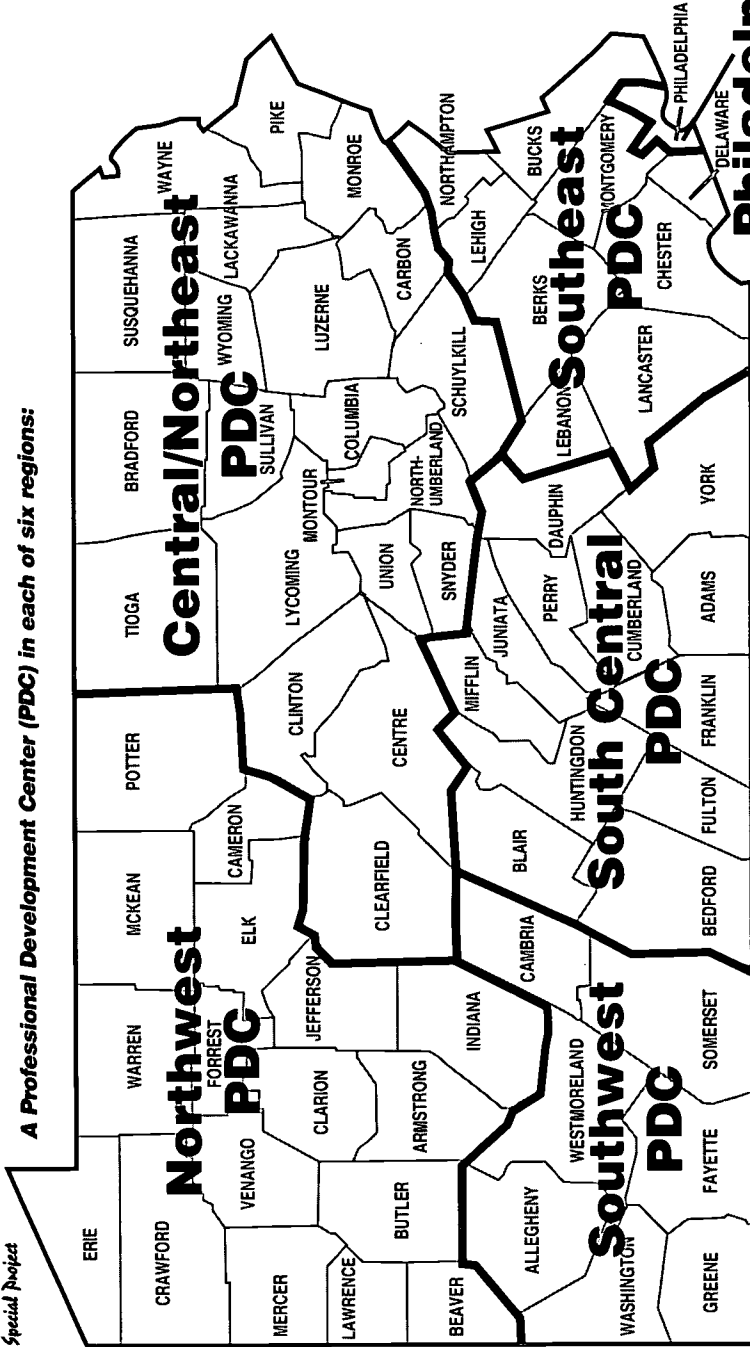 Special Project
A Professional Development Center (PDC) in each of six regions:
Northwest
PDC
ERIE
CRAWFORD
WARREN
MCKEAN
POTTER
FORREST
ELK
CAMERON
VENANGO
MERCER
CLARION
JEFFERSON
LAWRENCE
BUTLER
ARMSTRONG
INDIANA
BEAVER
Central/Northeast
PDC
TIOGA
BRADFORD
SUSQUEHANNA
WAYNE
SULLIVAN
WYOMING
LACKAWANNA
PIKE
CLINTON
LYCOMING
MONTOUR
COLUMBIA
LUZERNE
MONROE
CLEARFIELD
CENTRE
UNION
NORTH-
UMBERLAND
CARBON
SNYDER
SCHUYLKILL
Southwest
PDC
ALLEGHENY
WESTMORELAND
CAMBRIA
WASHINGTON
GREENE
FAYETTE
SOMERSET
South Central
PDC
BLAIR
HUNTINGDON
MIFFLIN
JUNIATA
PERRY
DAUPHIN
CUMBERLAND
BEDFORD
FULTON
FRANKLIN
ADAMS
YORK
Southeast
PDC
NORTHAMPTON
LEHIGH
BUCKS
BERKS
MONTGOMERY
LEBANON
LANCASTER
CHESTER
DELAWARE
PHILADELPHIA